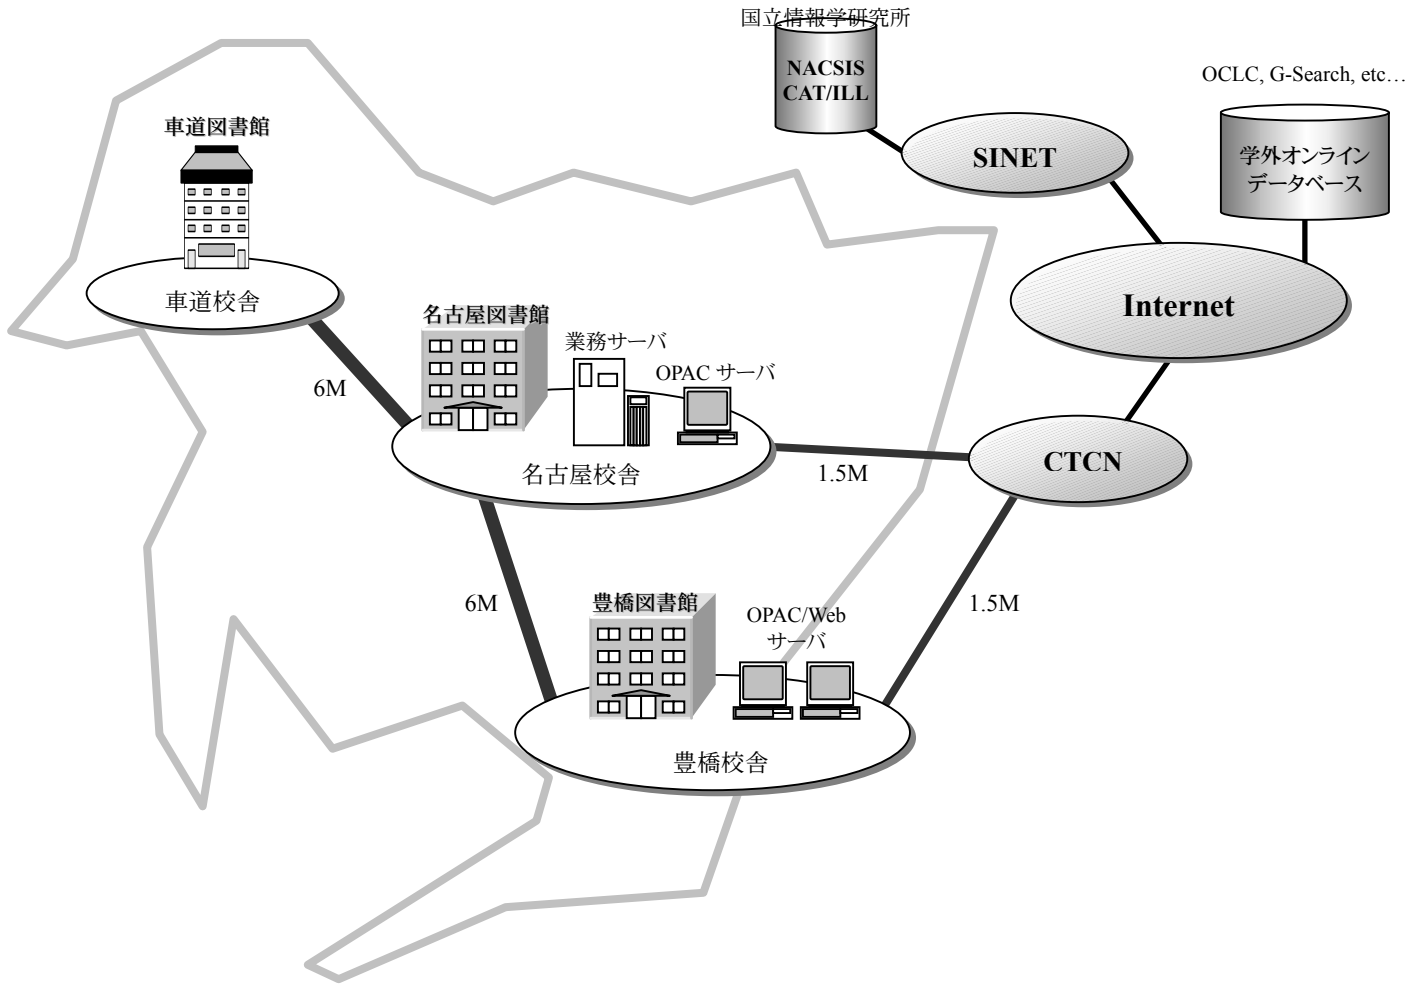 国立情報学研究所
NACSIS
CAT/ILL
OCLC, G-Search, etc…
学外オンライン
データベース
SINET
Internet
CTCN
車道図書館
車道校舎
6M
名古屋図書館
業務サーバ
OPAC サーバ
名古屋校舎
1.5M
6M
豊橋図書館
OPAC/Web
サーバ
豊橋校舎
1.5M